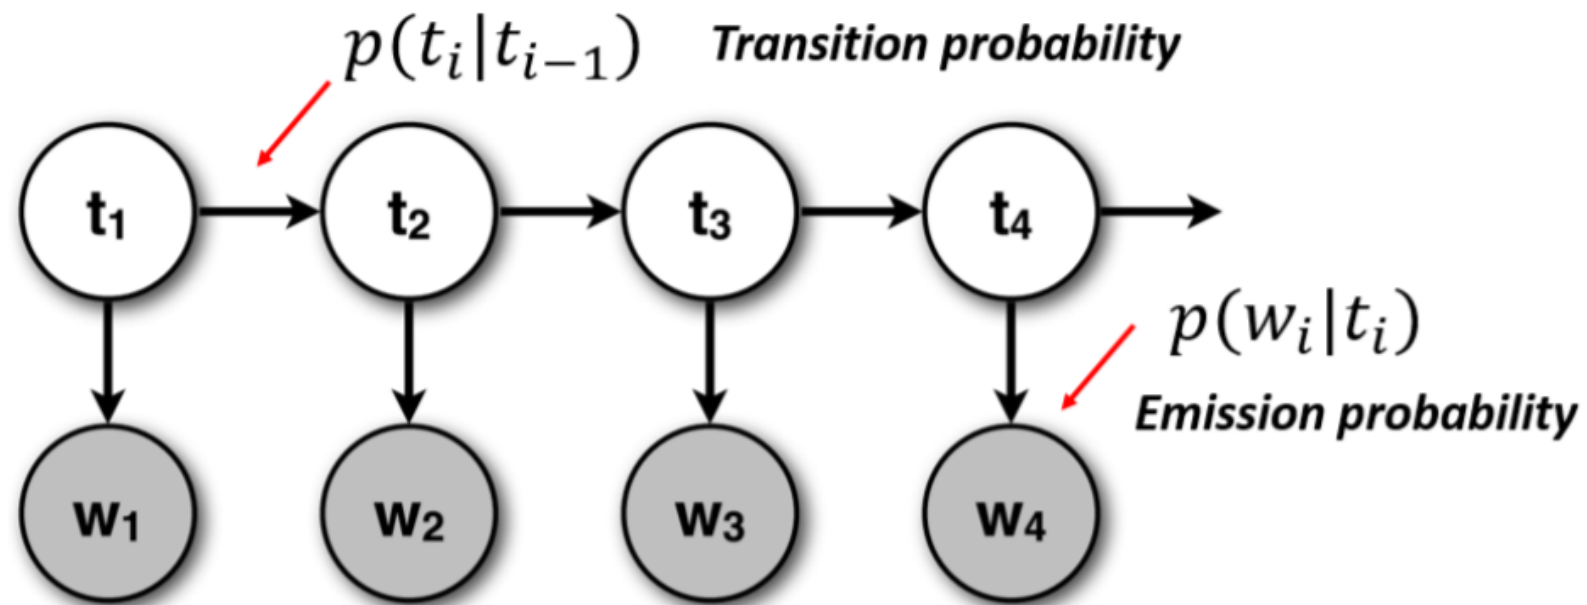 p(t_i|t_{i-1}) Transition probability
t₁ t₂ t₃ t₄
p(w_i|t_i)
Emission probability
w₁ w₂ w₃ w₄